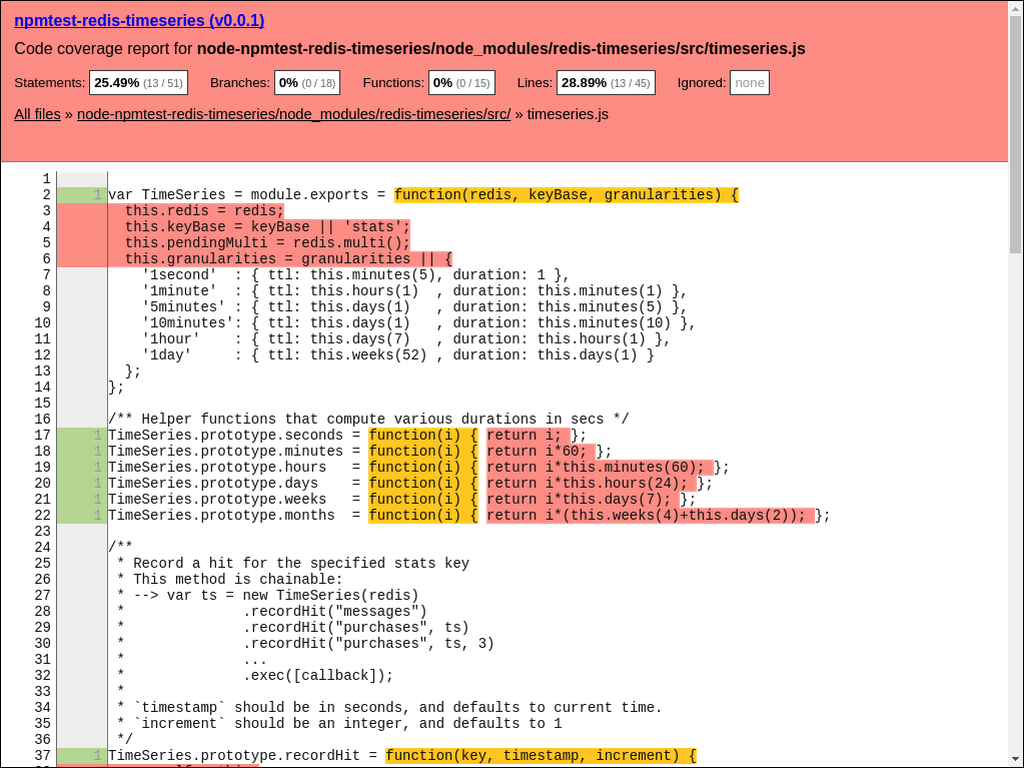 npmtest-redis-timeseries (v0.0.1)
Code coverage report for node-npmtest-redis-timeseries/node_modules/redis-timeseries/src/timeseries.js
Statements: 25.49% (13 / 51) Branches: 0% (0 / 18) Functions: 0% (0 / 15) Lines: 28.89% (13 / 45) Ignored: none
All files » node-npmtest-redis-timeseries/node_modules/redis-timeseries/src/ » timeseries.js
1
2 1 var TimeSeries = module.exports = function(redis, keyBase, granularities) {
3   this.redis = redis;
4   this.keyBase = keyBase || 'stats';
5   this.pendingMulti = redis.multi();
6   this.granularities = granularities || {
7     '1second'  : { ttl: this.minutes(5), duration: 1 },
8     '1minute'  : { ttl: this.hours(1)  , duration: this.minutes(1) },
9     '5minutes' : { ttl: this.days(1)   , duration: this.minutes(5) },
10     '10minutes': { ttl: this.days(1)   , duration: this.minutes(10) },
11     '1hour'    : { ttl: this.days(7)   , duration: this.hours(1) },
12     '1day'     : { ttl: this.weeks(52) , duration: this.days(1) }
13   };
14 };
15
16 /** Helper functions that compute various durations in secs */
17 1 TimeSeries.prototype.seconds = function(i) { return i; };
18 1 TimeSeries.prototype.minutes = function(i) { return i*60; };
19 1 TimeSeries.prototype.hours   = function(i) { return i*this.minutes(60); };
20 1 TimeSeries.prototype.days    = function(i) { return i*this.hours(24); };
21 1 TimeSeries.prototype.weeks   = function(i) { return i*this.days(7); };
22 1 TimeSeries.prototype.months  = function(i) { return i*(this.weeks(4)+this.days(2)); };
23
24 /**
25  * Record a hit for the specified stats key
26  * This method is chainable:
27  * --> var ts = new TimeSeries(redis)
28  *              .recordHit("messages")
29  *              .recordHit("purchases", ts)
30  *              .recordHit("purchases", ts, 3)
31  *              ...
32  *              .exec([callback]);
33  *
34  * `timestamp` should be in seconds, and defaults to current time.
35  * `increment` should be an integer, and defaults to 1
36  */
37 1 TimeSeries.prototype.recordHit = function(key, timestamp, increment) {